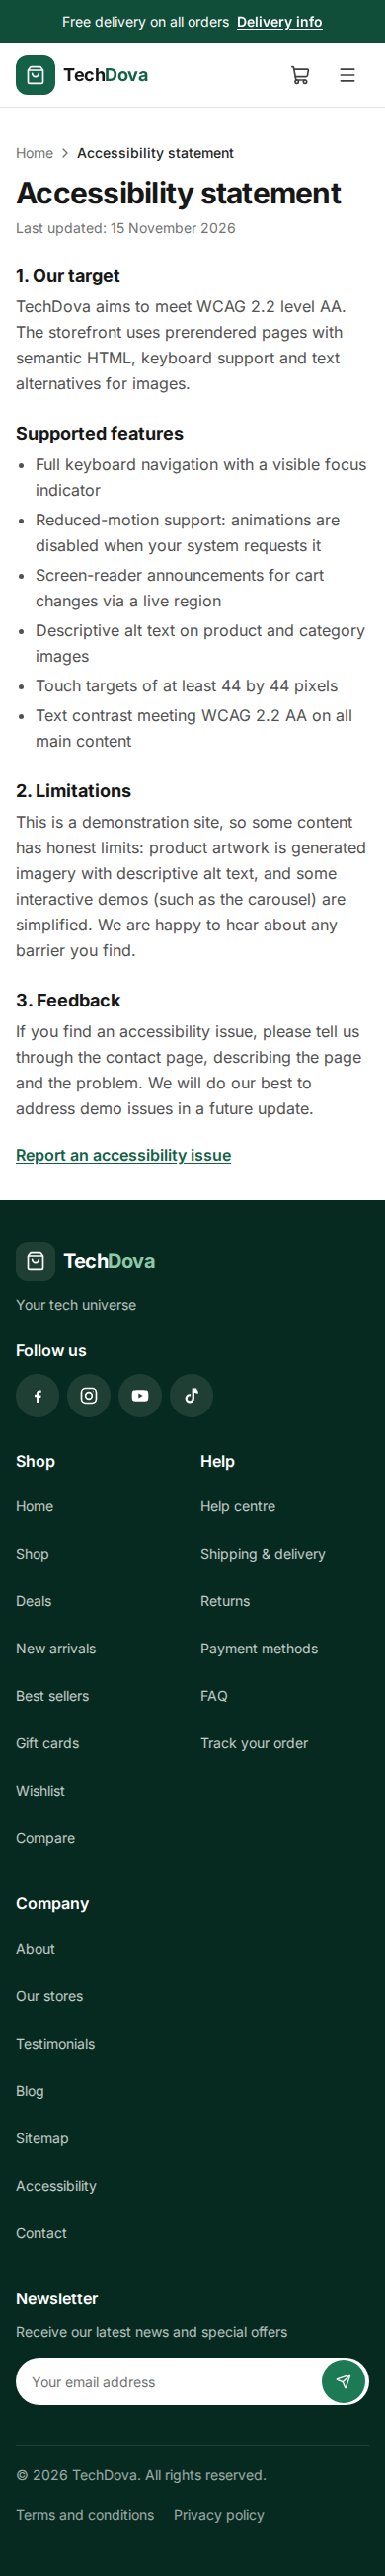 Free delivery on all orders Delivery info
TechDova
Home > Accessibility statement
Accessibility statement
Last updated: 15 November 2026
1. Our target
TechDova aims to meet WCAG 2.2 level AA.
The storefront uses prerendered pages with
semantic HTML, keyboard support and text
alternatives for images.
Supported features
• Full keyboard navigation with a visible focus
indicator
• Reduced-motion support: animations are
disabled when your system requests it
• Screen-reader announcements for cart
changes via a live region
• Descriptive alt text on product and category
images
• Touch targets of at least 44 by 44 pixels
• Text contrast meeting WCAG 2.2 AA on all
main content
2. Limitations
This is a demonstration site, so some content
has honest limits: product artwork is generated
imagery with descriptive alt text, and some
interactive demos (such as the carousel) are
simplified. We are happy to hear about any
barrier you find.
3. Feedback
If you find an accessibility issue, please tell us
through the contact page, describing the page
and the problem. We will do our best to
address demo issues in a future update.
Report an accessibility issue
TechDova
Your tech universe
Follow us
Shop
Home
Shop
Deals
New arrivals
Best sellers
Gift cards
Wishlist
Compare
Help
Help centre
Shipping & delivery
Returns
Payment methods
FAQ
Track your order
Company
About
Our stores
Testimonials
Blog
Sitemap
Accessibility
Contact
Newsletter
Receive our latest news and special offers
Your email address
© 2026 TechDova. All rights reserved.
Terms and conditions Privacy policy